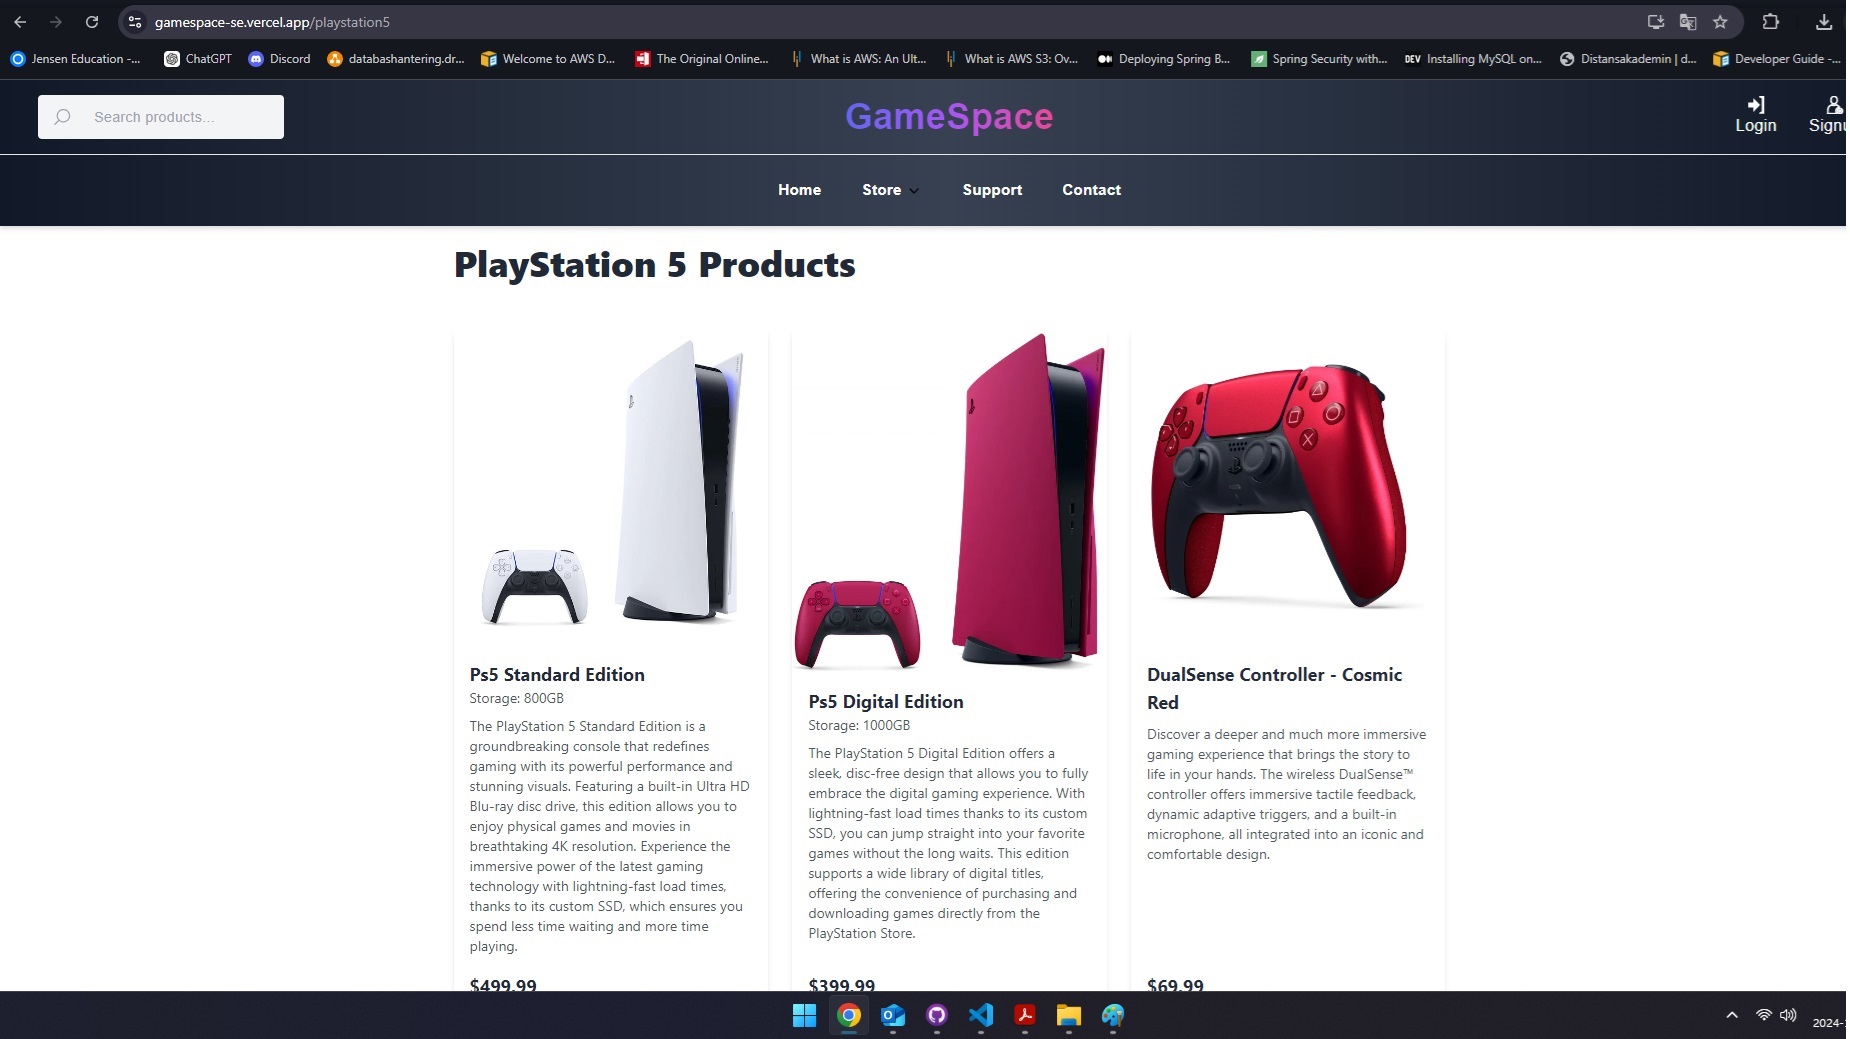 gamespace-se.vercel.app/playstation5
Jensen Education -... ChatGPT Discord databashantering.dr... Welcome to AWS D... The Original Online... What is AWS: An Ult... What is AWS S3: Ov... Deploying Spring B... Spring Security with... DEV Installing MySQL on... Distansakademin | d... Developer Guide -...
Search products...
GameSpace
Login
Signu
Home Store Support Contact
PlayStation 5 Products
Ps5 Standard Edition
Storage: 800GB
The PlayStation 5 Standard Edition is a
groundbreaking console that redefines
gaming with its powerful performance and
stunning visuals. Featuring a built-in Ultra HD
Blu-ray disc drive, this edition allows you to
enjoy physical games and movies in
breathtaking 4K resolution. Experience the
immersive power of the latest gaming
technology with lightning-fast load times,
thanks to its custom SSD, which ensures you
spend less time waiting and more time
playing.
$499.99
Ps5 Digital Edition
Storage: 1000GB
The PlayStation 5 Digital Edition offers a
sleek, disc-free design that allows you to fully
embrace the digital gaming experience. With
lightning-fast load times thanks to its custom
SSD, you can jump straight into your favorite
games without the long waits. This edition
supports a wide library of digital titles,
offering the convenience of purchasing and
downloading games directly from the
PlayStation Store.
$399.99
DualSense Controller - Cosmic
Red
Discover a deeper and much more immersive
gaming experience that brings the story to
life in your hands. The wireless DualSense™
controller offers immersive tactile feedback,
dynamic adaptive triggers, and a built-in
microphone, all integrated into an iconic and
comfortable design.
$69.99
2024-